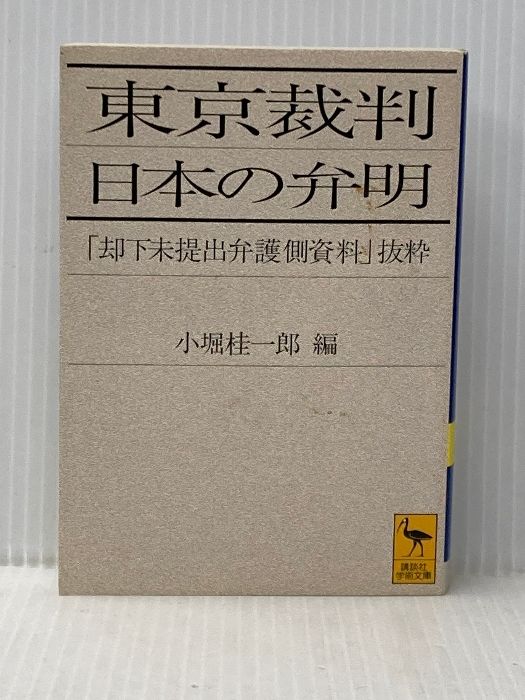 東京裁判
日本の弁明
「却下未提出弁護側資料」抜粋
小堀桂一郎 編
講談社
学術文庫